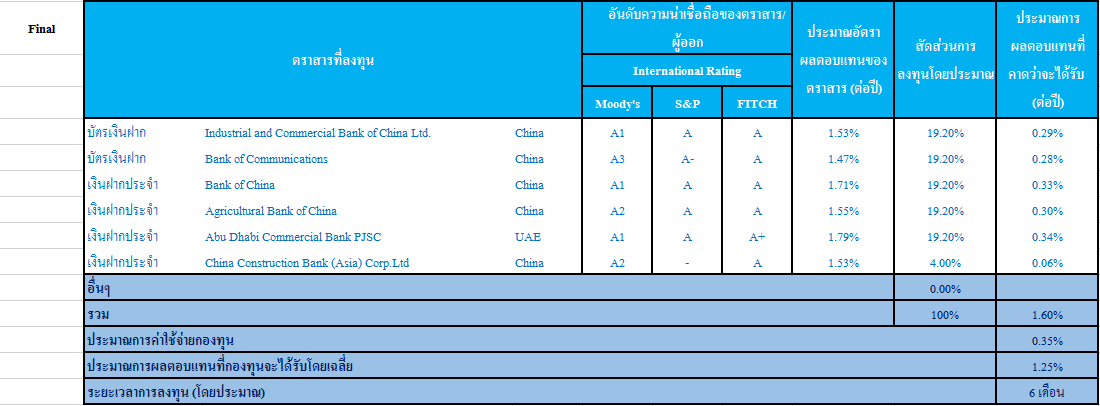 Final
ตราสารที่ลงทุน
อันดับความน่าเชื่อถือของตราสาร/
ผู้ออก
International Rating
Moody's S&P FITCH
ประมาณอัตรา
ผลตอบแทนของ
ตราสาร (ต่อปี)
สัดส่วนการ
ลงทุนโดยประมาณ
ประมาณการ
ผลตอบแทนที่
คาดว่าจะได้รับ
(ต่อปี)
บัตรเงินฝาก Industrial and Commercial Bank of China Ltd. China A1 A A 1.53% 19.20% 0.29%
บัตรเงินฝาก Bank of Communications China A3 A- A 1.47% 19.20% 0.28%
เงินฝากประจำ Bank of China China A1 A A 1.71% 19.20% 0.33%
เงินฝากประจำ Agricultural Bank of China China A2 A A 1.55% 19.20% 0.30%
เงินฝากประจำ Abu Dhabi Commercial Bank PJSC UAE A1 A A+ 1.79% 19.20% 0.34%
เงินฝากประจำ China Construction Bank (Asia) Corp.Ltd China A2 - A 1.53% 4.00% 0.06%
อื่นๆ 0.00%
รวม 100% 1.60%
ประมาณการค่าใช้จ่ายกองทุน 0.35%
ประมาณการผลตอบแทนที่กองทุนจะได้รับโดยเฉลี่ย 1.25%
ระยะเวลาการลงทุน (โดยประมาณ) 6 เดือน